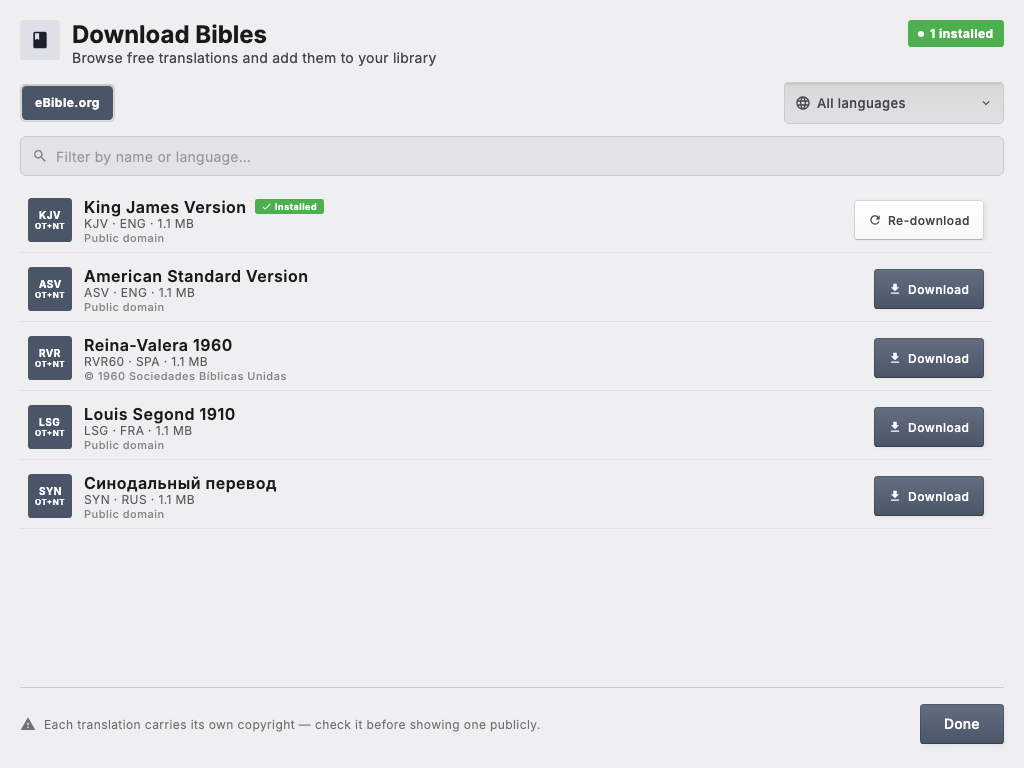 Download Bibles
Browse free translations and add them to your library
1 installed
eBible.org
All languages
Filter by name or language...
KJV
OT+NT
King James Version
Installed
KJV · ENG · 1.1 MB
Public domain
Re-download
ASV
OT+NT
American Standard Version
ASV · ENG · 1.1 MB
Public domain
Download
RVR
OT+NT
Reina-Valera 1960
RVR60 · SPA · 1.1 MB
© 1960 Sociedades Bíblicas Unidas
Download
LSG
OT+NT
Louis Segond 1910
LSG · FRA · 1.1 MB
Public domain
Download
SYN
OT+NT
Синодальный перевод
SYN · RUS · 1.1 MB
Public domain
Download
Each translation carries its own copyright — check it before showing one publicly.
Done